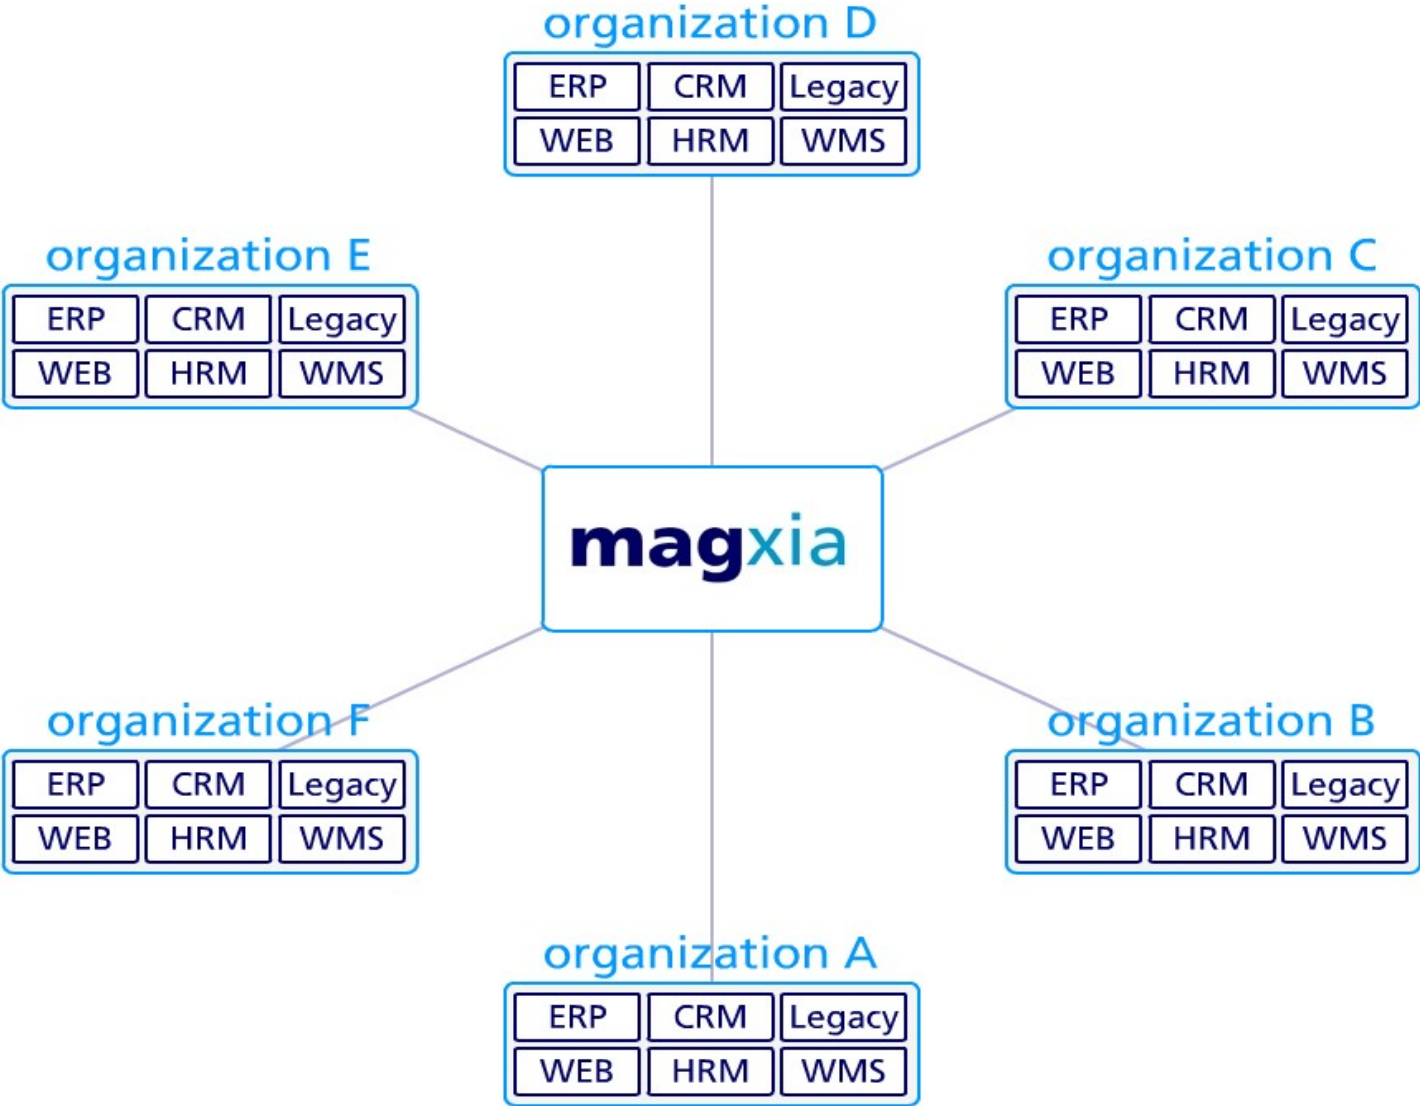 organization D
ERP CRM Legacy
WEB HRM WMS
organization E
ERP CRM Legacy
WEB HRM WMS
organization C
ERP CRM Legacy
WEB HRM WMS
magxia
organization F
ERP CRM Legacy
WEB HRM WMS
organization B
ERP CRM Legacy
WEB HRM WMS
organization A
ERP CRM Legacy
WEB HRM WMS